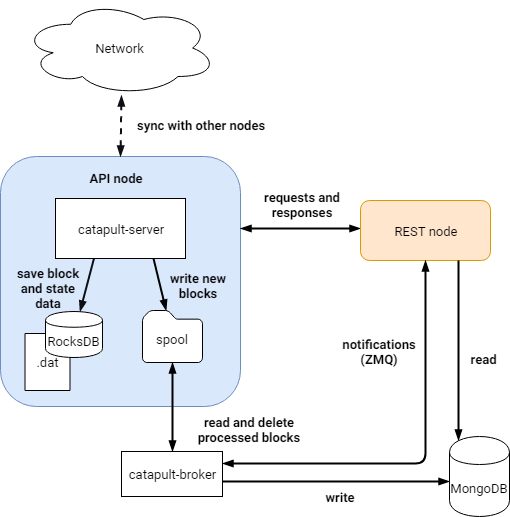 Network
sync with other nodes
API node
catapult-server
requests and
responses
REST node
save block
and state
data
write new
blocks
RocksDB
.dat
spool
notifications
(ZMQ)
read
read and delete
processed blocks
catapult-broker
write
MongoDB